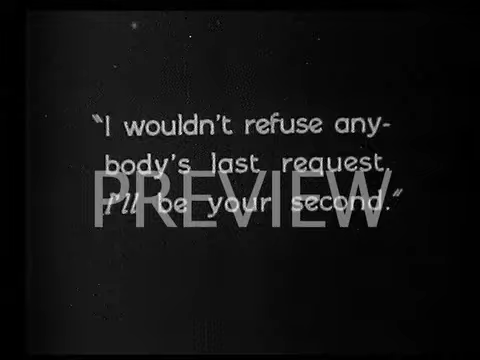 "I wouldn't refuse any-
body's last request,
I'll be your second."
PREVIEW